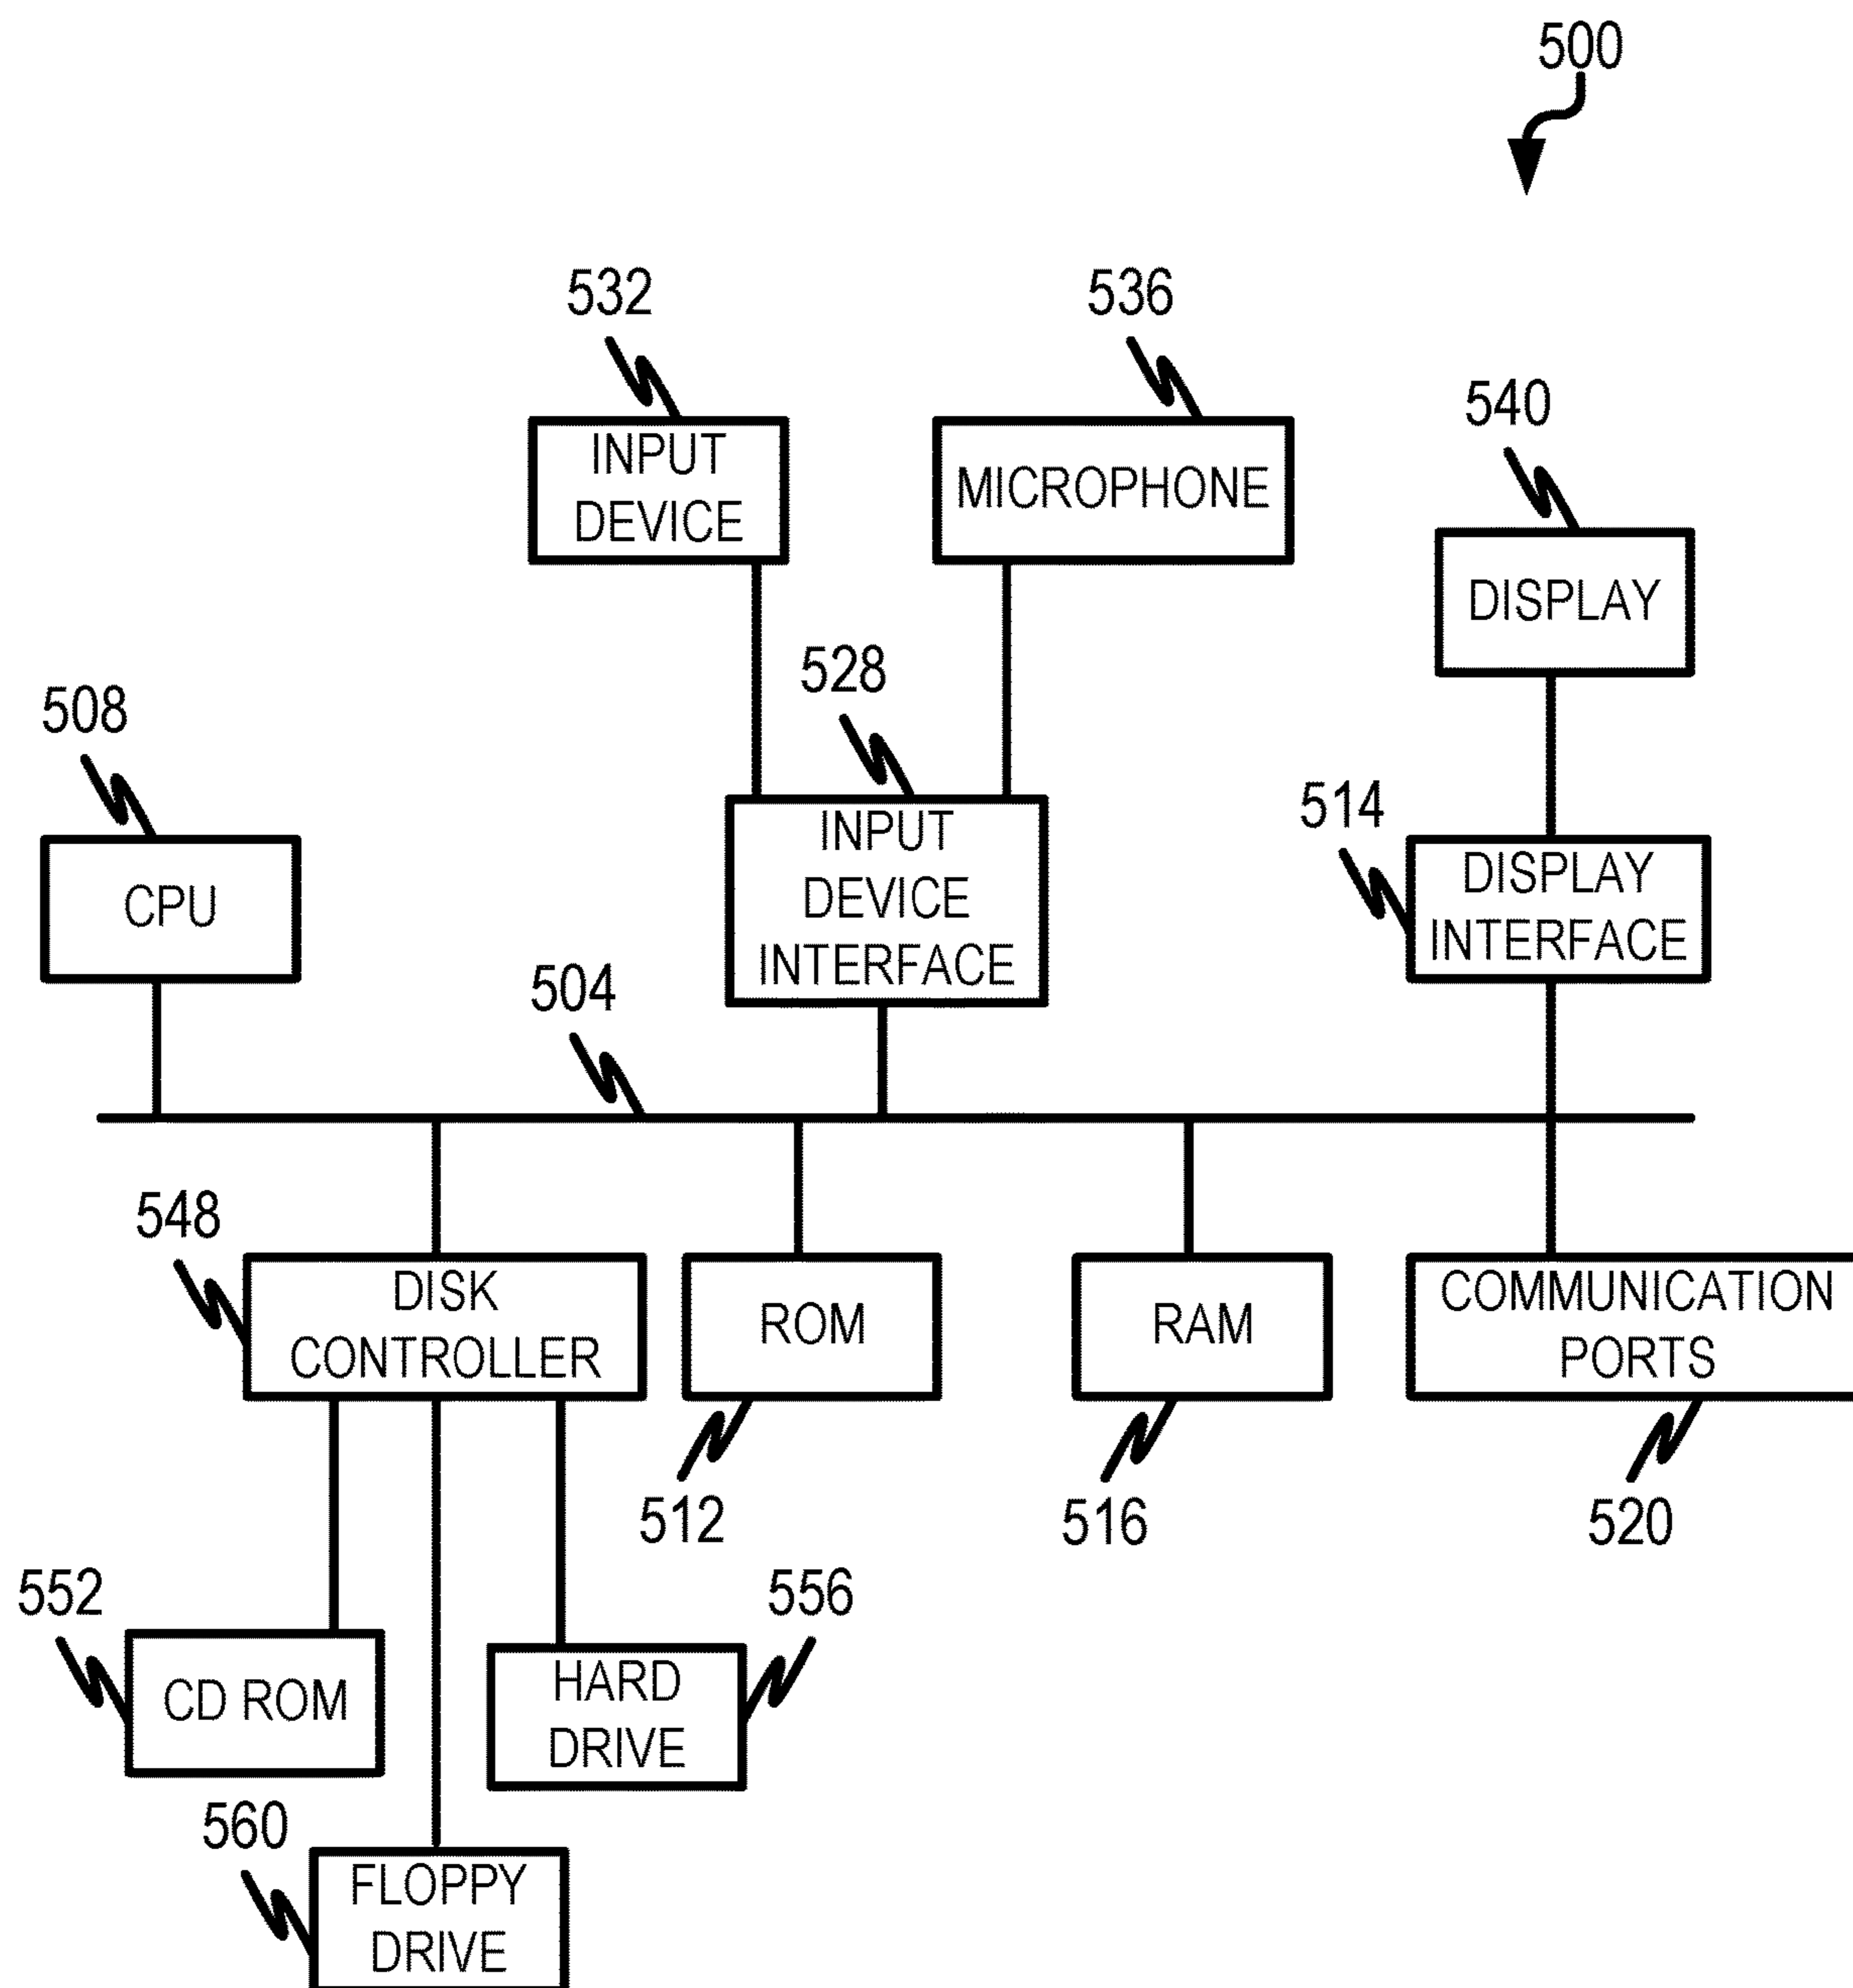 500
532
536
540
INPUT
DEVICE
MICROPHONE
DISPLAY
528
508
514
CPU
INPUT
DEVICE
INTERFACE
DISPLAY
INTERFACE
504
548
DISK
CONTROLLER
ROM
RAM
COMMUNICATION
PORTS
512
516
520
552
556
CD ROM
HARD
DRIVE
560
FLOPPY
DRIVE